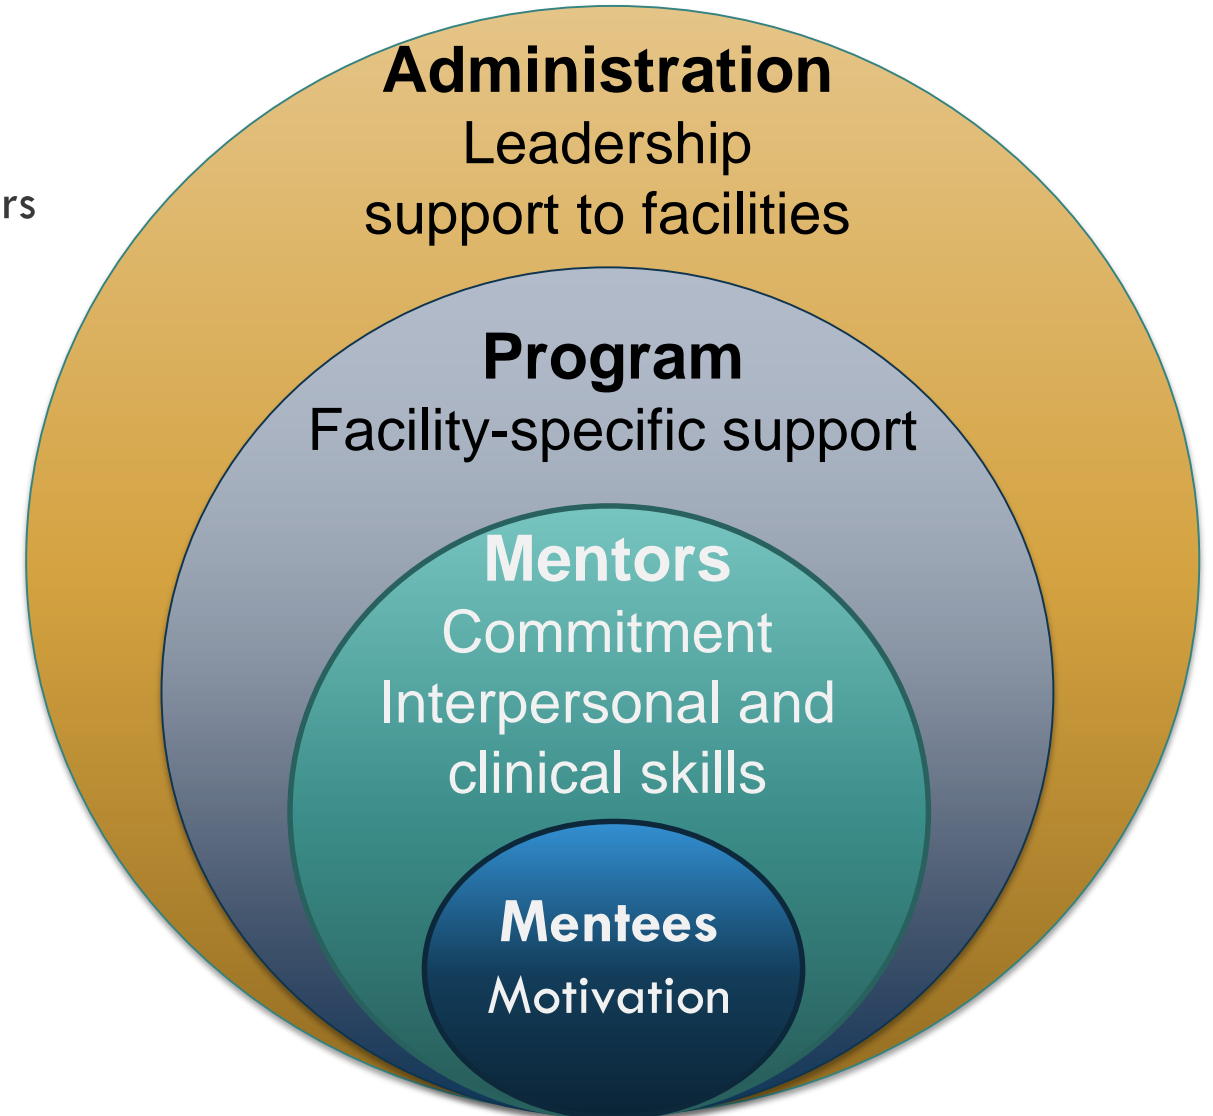 Administration
Leadership
rs
support to facilities
Program
Facility-specific support
Mentors
Commitment
Interpersonal and
clinical skills
Mentees
Motivation